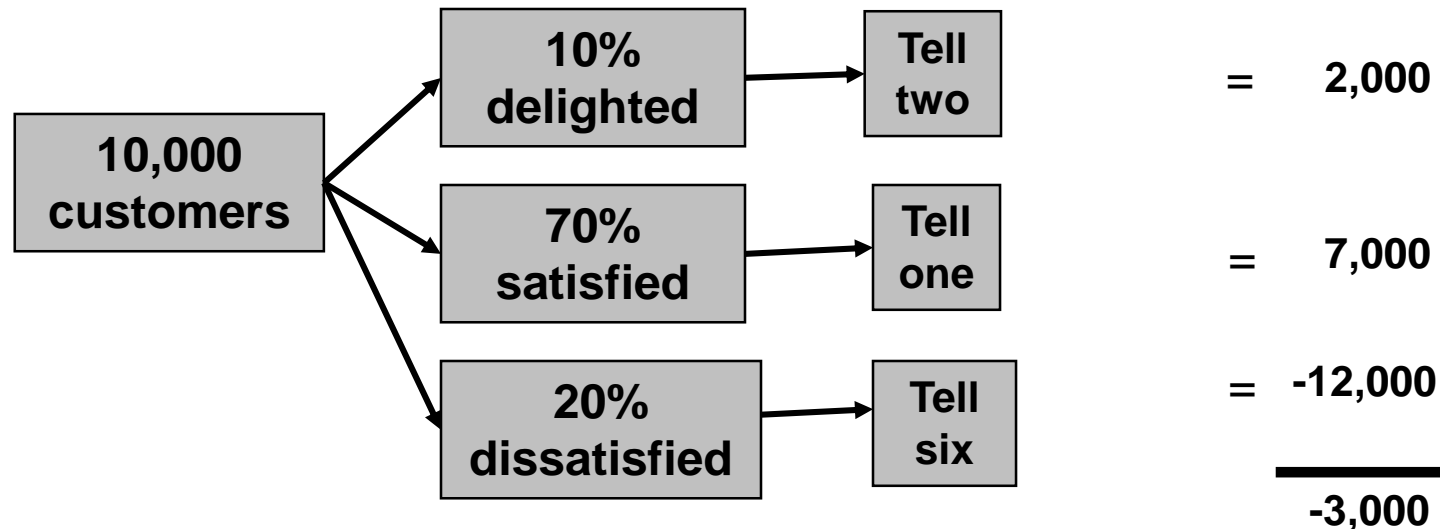 10,000
customers
10%
delighted
Tell
two
= 2,000
70%
satisfied
Tell
one
= 7,000
20%
dissatisfied
Tell
six
= -12,000
-3,000